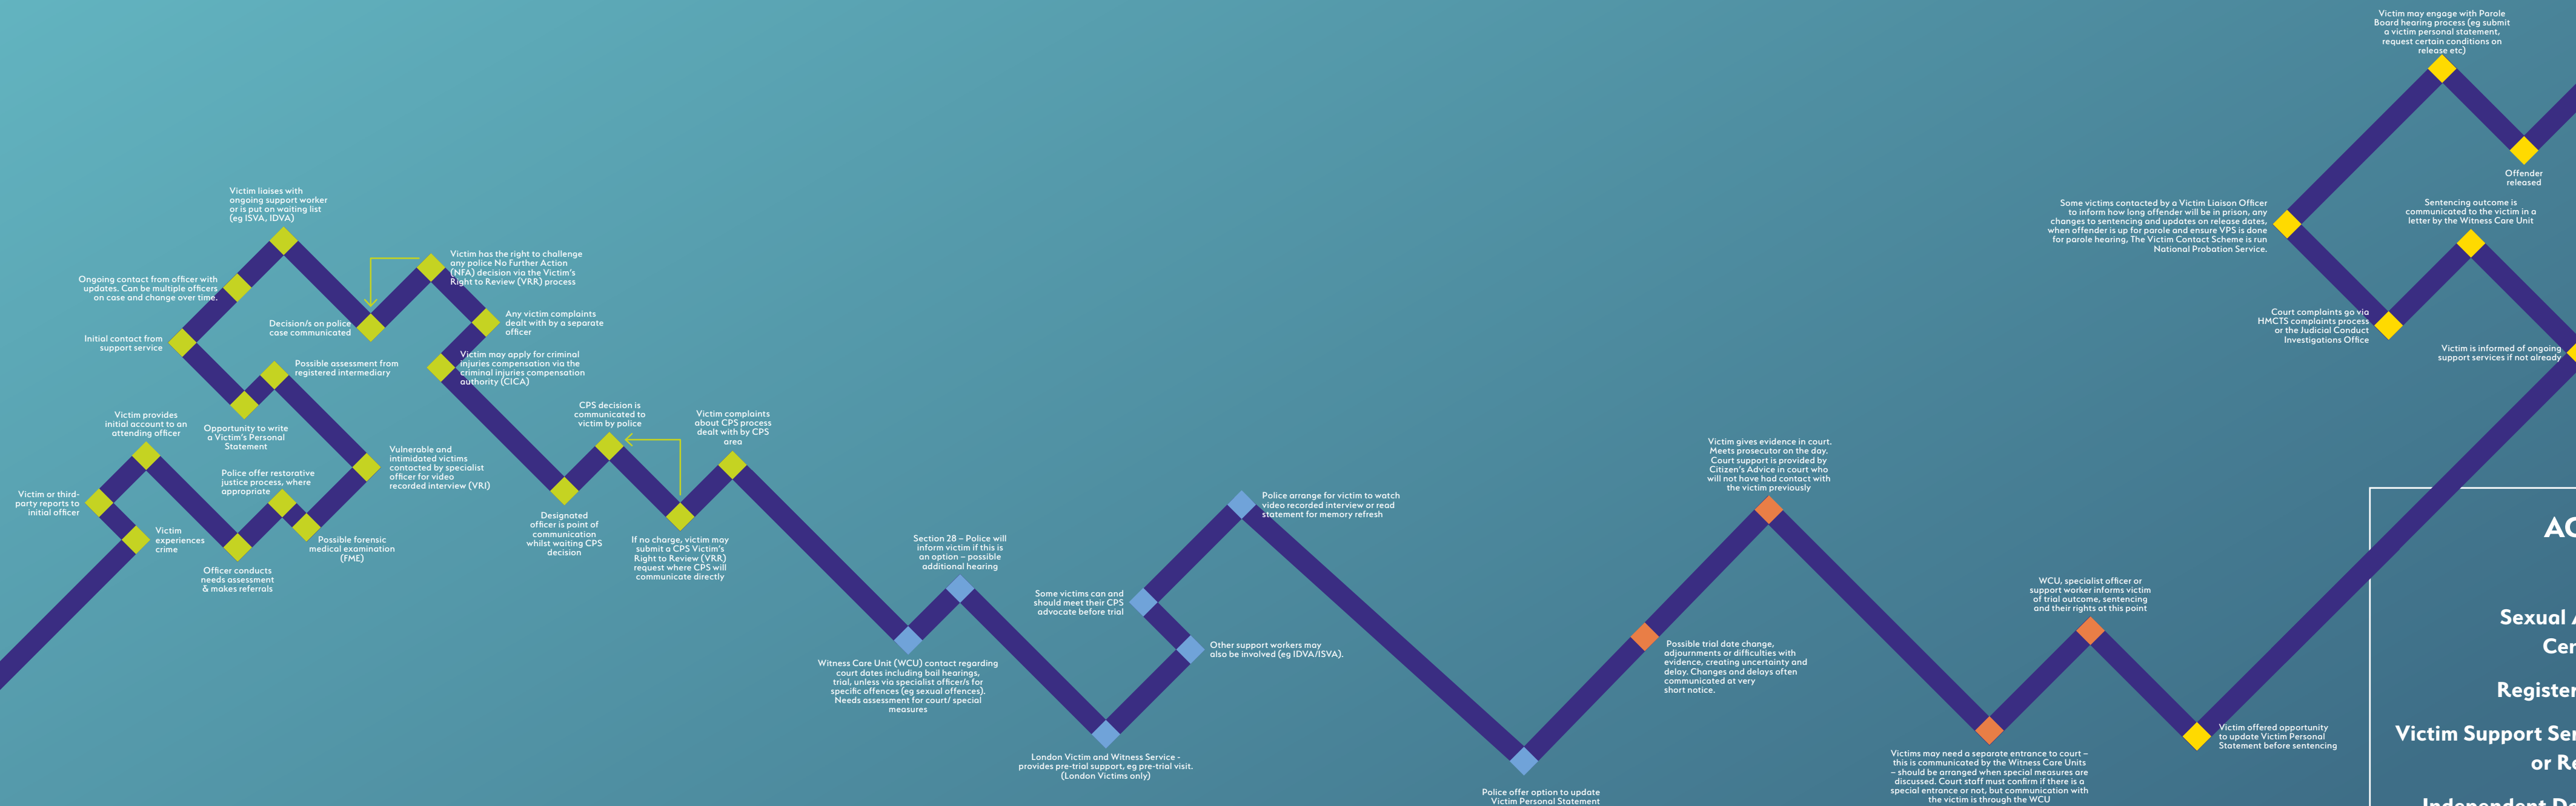 Victim
experiences
crime
Victim or third-
party reports to
initial officer
Victim provides
initial account to an
attending officer
Officer conducts
needs assessment
& makes referrals
Police offer restorative
justice process, where
appropriate
Possible forensic
medical examination
(FME)
Vulnerable and
intimidated victims
contacted by specialist
officer for video
recorded interview (VRI)
Possible assessment from
registered intermediary
Opportunity to write
a Victim's Personal
Statement
Initial contact from
support service
Ongoing contact from officer with
updates. Can be multiple officers
on case and change over time.
Victim liaises with
ongoing support worker
or is put on waiting list
(eg ISVA, IDVA)
Decision/s on police
case communicated
Victim has the right to challenge
any police No Further Action
(NFA) decision via the Victim's
Right to Review (VRR) process
Any victim complaints
dealt with by a separate
officer
Victim may apply for criminal
injuries compensation via the
criminal injuries compensation
authority (CICA)
Designated
officer is point of
communication
whilst waiting CPS
decision
CPS decision is
communicated to
victim by police
If no charge, victim may
submit a CPS Victim's
Right to Review (VRR)
request where CPS will
communicate directly
Victim complaints
about CPS process
dealt with by CPS
area
Witness Care Unit (WCU) contact regarding
court dates including bail hearings,
trial, unless via specialist officer/s for
specific offences (eg sexual offences).
Needs assessment for court/ special
measures
Section 28 – Police will
inform victim if this is
an option – possible
additional hearing
London Victim and Witness Service -
provides pre-trial support, eg pre-trial visit.
(London Victims only)
Other support workers may
also be involved (eg IDVA/ISVA).
Some victims can and
should meet their CPS
advocate before trial
Police arrange for victim to watch
video recorded interview or read
statement for memory refresh
Police offer option to update
Victim Personal Statement
Possible trial date change,
adjournments or difficulties with
evidence, creating uncertainty and
delay. Changes and delays often
communicated at very
short notice.
Victim gives evidence in court.
Meets prosecutor on the day.
Court support is provided by
Citizen's Advice in court who
will not have had contact with
the victim previously
Victims may need a separate entrance to court –
this is communicated by the Witness Care Units
– should be arranged when special measures are
discussed. Court staff must confirm if there is a
special entrance or not, but communication with
the victim is through the WCU
WCU, specialist officer or
support worker informs victim
of trial outcome, sentencing
and their rights at this point
Victim offered opportunity
to update Victim Personal
Statement before sentencing
Victim is informed of ongoing
support services if not already
Sentencing outcome is
communicated to the victim in a
letter by the Witness Care Unit
Court complaints go via
HMCTS complaints process
or the Judicial Conduct
Investigations Office
Some victims contacted by a Victim Liaison Officer
to inform how long offender will be in prison, any
changes to sentencing and updates on release dates,
when offender is up for parole and ensure VPS is done
for parole hearing, The Victim Contact Scheme is run
National Probation Service.
Victim may engage with Parole
Board hearing process (eg submit
a victim personal statement,
request certain conditions on
release etc)
Offender
released
Sexual
Victim Support
or